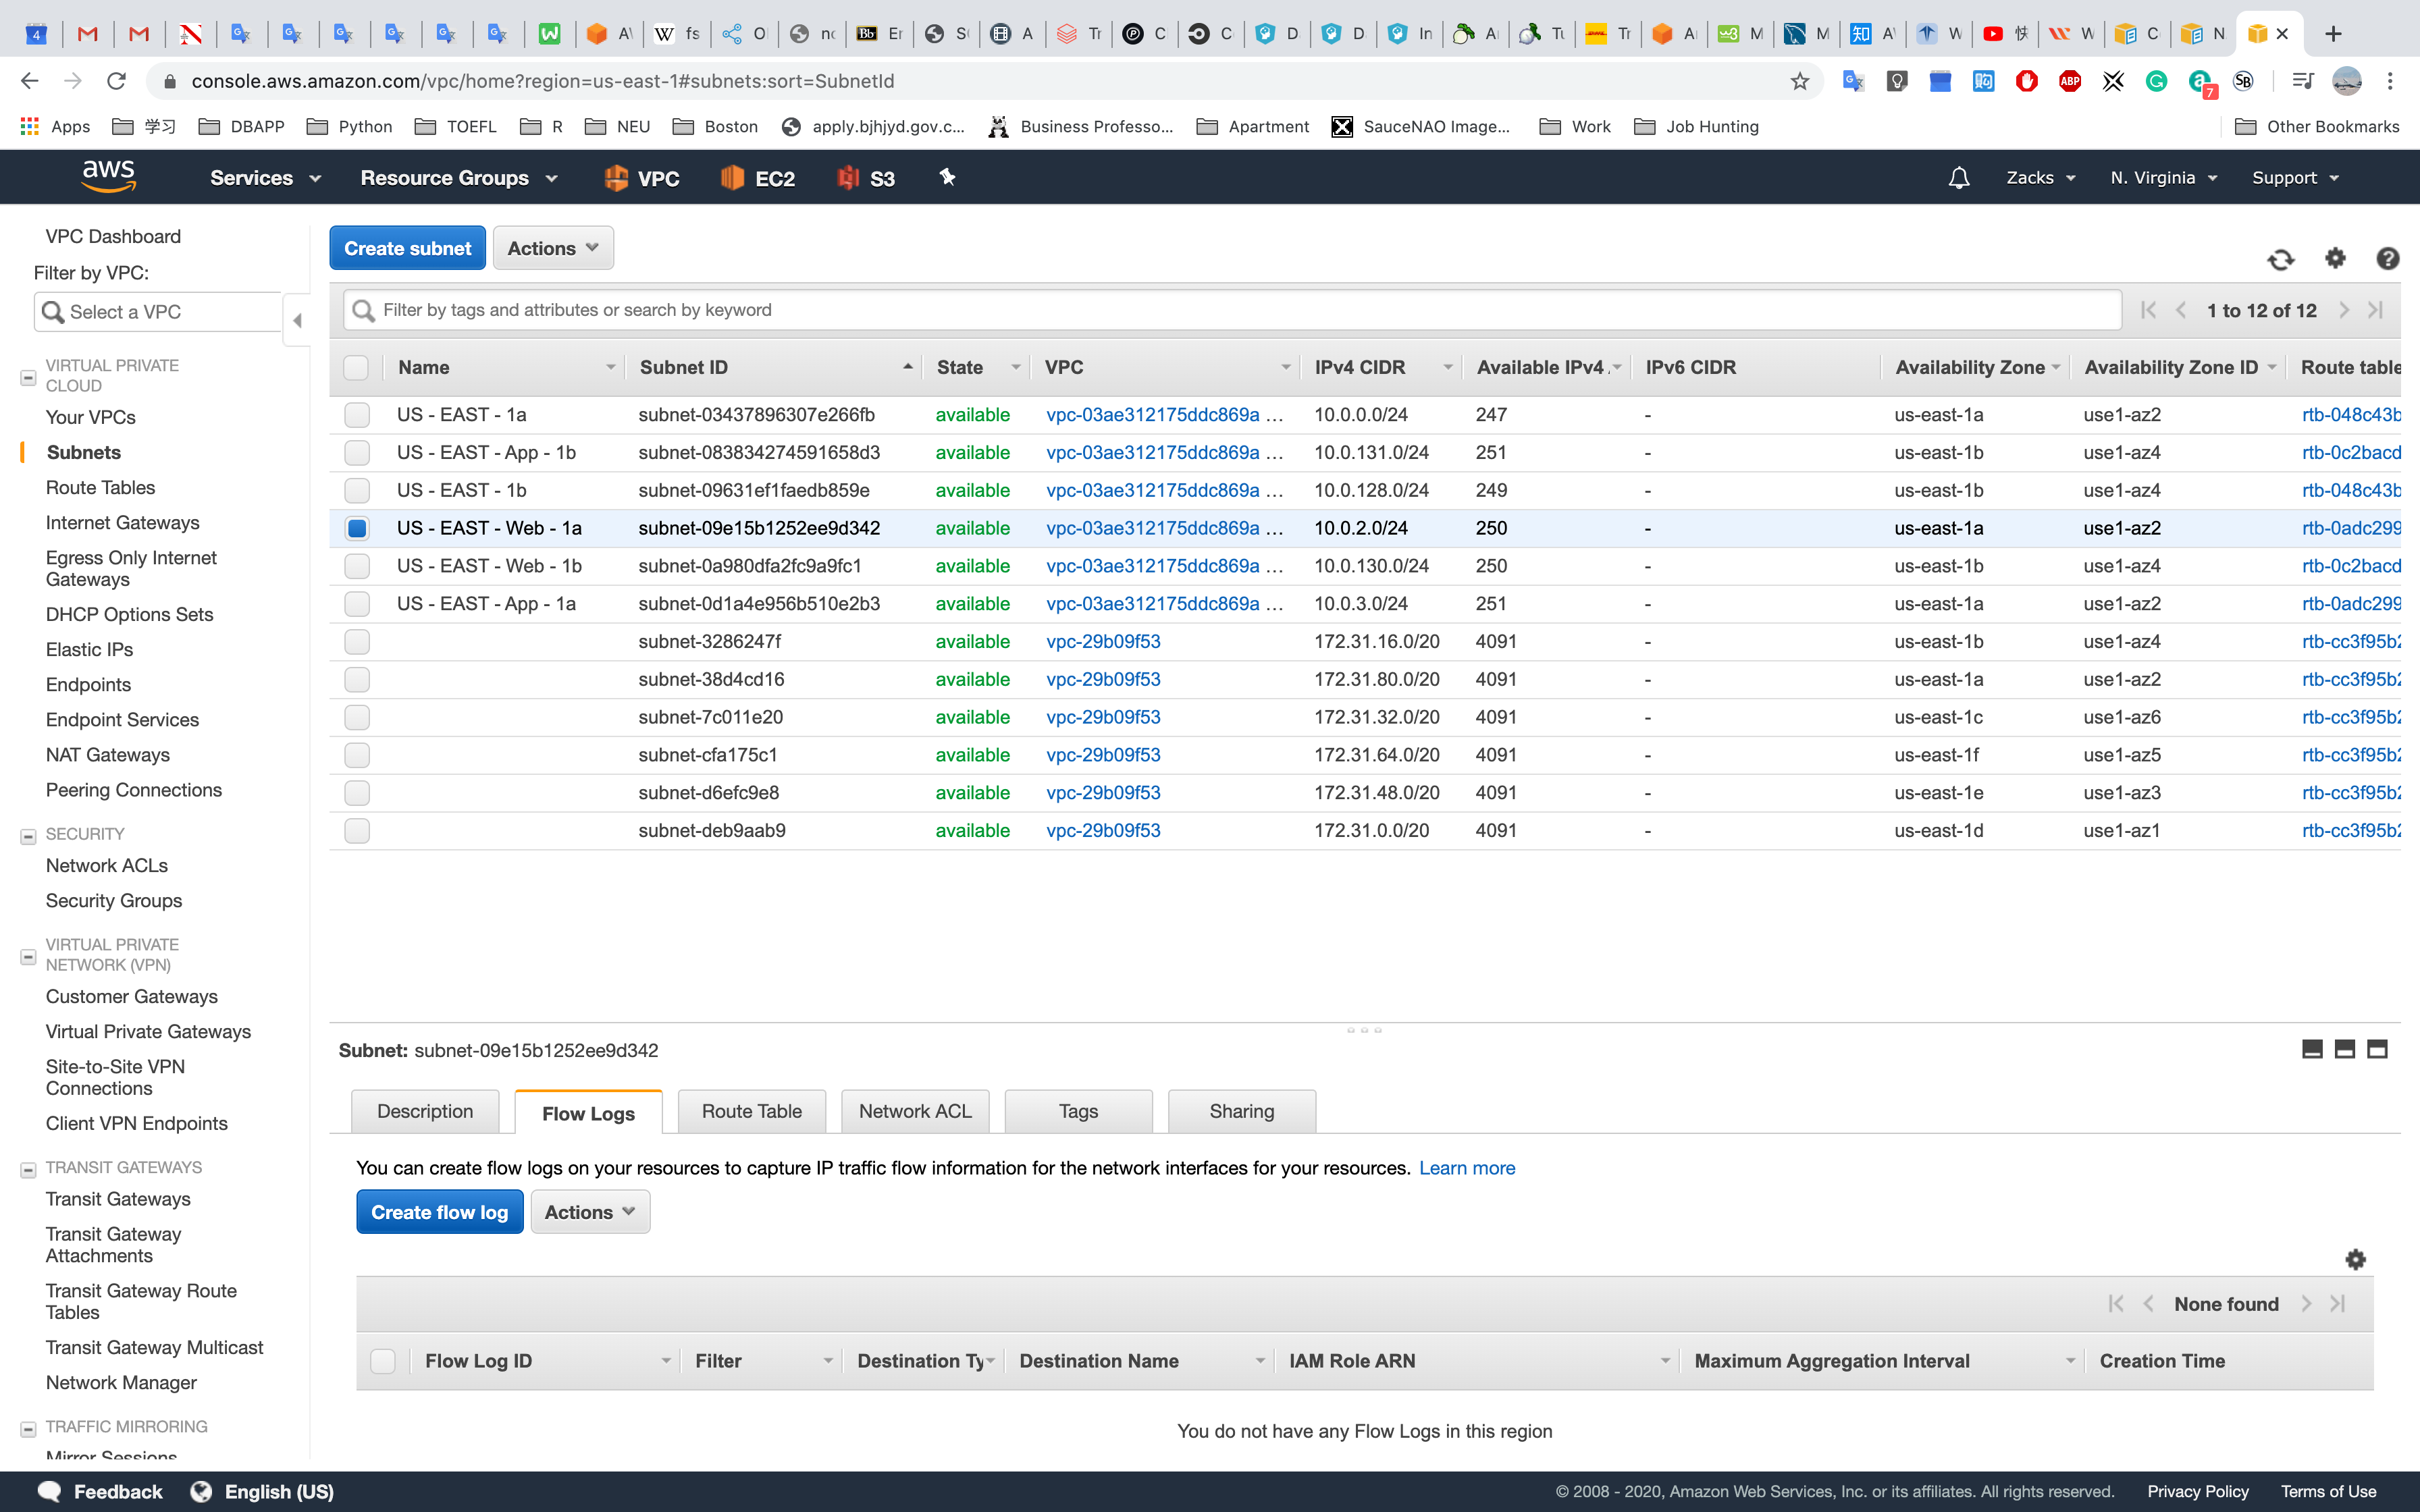 4
A\
W
fs
O
nc
Bb
Er
S(
A
Tr
C
C
D
D
In
A
Tu
Tr
A
M
M
知
A\
W
快
W
C
N
console.aws.amazon.com/vpc/home?region=us-east-1#subnets:sort=SubnetId
ABP
7
SB
Apps
学习
DBAPP
Python
TOEFL
R
NEU
Boston
apply.bjhjyd.gov.c...
Business Professo...
Apartment
SauceNAO Image...
Work
Job Hunting
Other Bookmarks
aws
Services
Resource Groups
VPC
EC2
S3
Zacks
N. Virginia
Support
VPC Dashboard
Filter by VPC:
Select a VPC
VIRTUAL PRIVATE
CLOUD
Your VPCs
Subnets
Route Tables
Internet Gateways
Egress Only Internet
Gateways
DHCP Options Sets
Elastic IPs
Endpoints
Endpoint Services
NAT Gateways
Peering Connections
SECURITY
Network ACLs
Security Groups
VIRTUAL PRIVATE
NETWORK (VPN)
Customer Gateways
Virtual Private Gateways
Site-to-Site VPN
Connections
Client VPN Endpoints
TRANSIT GATEWAYS
Transit Gateways
Transit Gateway
Attachments
Transit Gateway Route
Tables
Transit Gateway Multicast
Network Manager
TRAFFIC MIRRORING
Mirror Sessions
Create subnet
Actions
Filter by tags and attributes or search by keyword
1 to 12 of 12
Name Subnet ID State VPC IPv4 CIDR Available IPv4 IPv6 CIDR Availability Zone Availability Zone ID Route table
US - EAST - 1a subnet-03437896307e266fb available vpc-03ae312175ddc869a ... 10.0.0.0/24 247 - us-east-1a use1-az2 rtb-048c43b
US - EAST - App - 1b subnet-083834274591658d3 available vpc-03ae312175ddc869a ... 10.0.131.0/24 251 - us-east-1b use1-az4 rtb-0c2bacd
US - EAST - 1b subnet-09631ef1faedb859e available vpc-03ae312175ddc869a ... 10.0.128.0/24 249 - us-east-1b use1-az4 rtb-048c43b
US - EAST - Web - 1a subnet-09e15b1252ee9d342 available vpc-03ae312175ddc869a ... 10.0.2.0/24 250 - us-east-1a use1-az2 rtb-0adc299
US - EAST - Web - 1b subnet-0a980dfa2fc9a9fc1 available vpc-03ae312175ddc869a ... 10.0.130.0/24 250 - us-east-1b use1-az4 rtb-0c2bacd
US - EAST - App - 1a subnet-0d1a4e956b510e2b3 available vpc-03ae312175ddc869a ... 10.0.3.0/24 251 - us-east-1a use1-az2 rtb-0adc299
subnet-3286247f available vpc-29b09f53 172.31.16.0/20 4091 - us-east-1b use1-az4 rtb-cc3f95b2
subnet-38d4cd16 available vpc-29b09f53 172.31.80.0/20 4091 - us-east-1a use1-az2 rtb-cc3f95b2
subnet-7c011e20 available vpc-29b09f53 172.31.32.0/20 4091 - us-east-1c use1-az6 rtb-cc3f95b2
subnet-cfa175c1 available vpc-29b09f53 172.31.64.0/20 4091 - us-east-1f use1-az5 rtb-cc3f95b2
subnet-d6efc9e8 available vpc-29b09f53 172.31.48.0/20 4091 - us-east-1e use1-az3 rtb-cc3f95b2
subnet-deb9aab9 available vpc-29b09f53 172.31.0.0/20 4091 - us-east-1d use1-az1 rtb-cc3f95b2
Subnet: subnet-09e15b1252ee9d342
Description
Flow Logs
Route Table
Network ACL
Tags
Sharing
You can create flow logs on your resources to capture IP traffic flow information for the network interfaces for your resources. Learn more
Create flow log
Actions
None found
Flow Log ID Filter Destination Ty Destination Name IAM Role ARN Maximum Aggregation Interval Creation Time
You do not have any Flow Logs in this region
Feedback
English (US)
© 2008 - 2020, Amazon Web Services, Inc. or its affiliates. All rights reserved.
Privacy Policy
Terms of Use